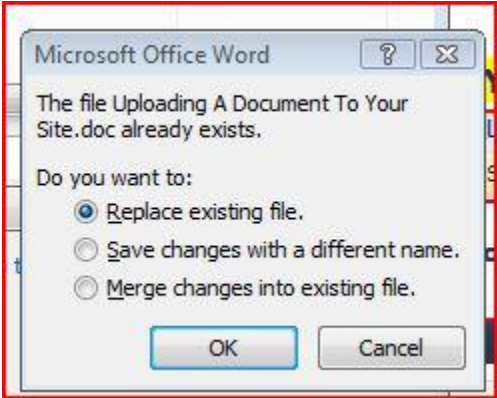 Microsoft Office Word
The file Uploading A Document To Your
Site.doc already exists.
Do you want to:
Replace existing file.
Save changes with a different name.
Merge changes into existing file.
OK
Cancel